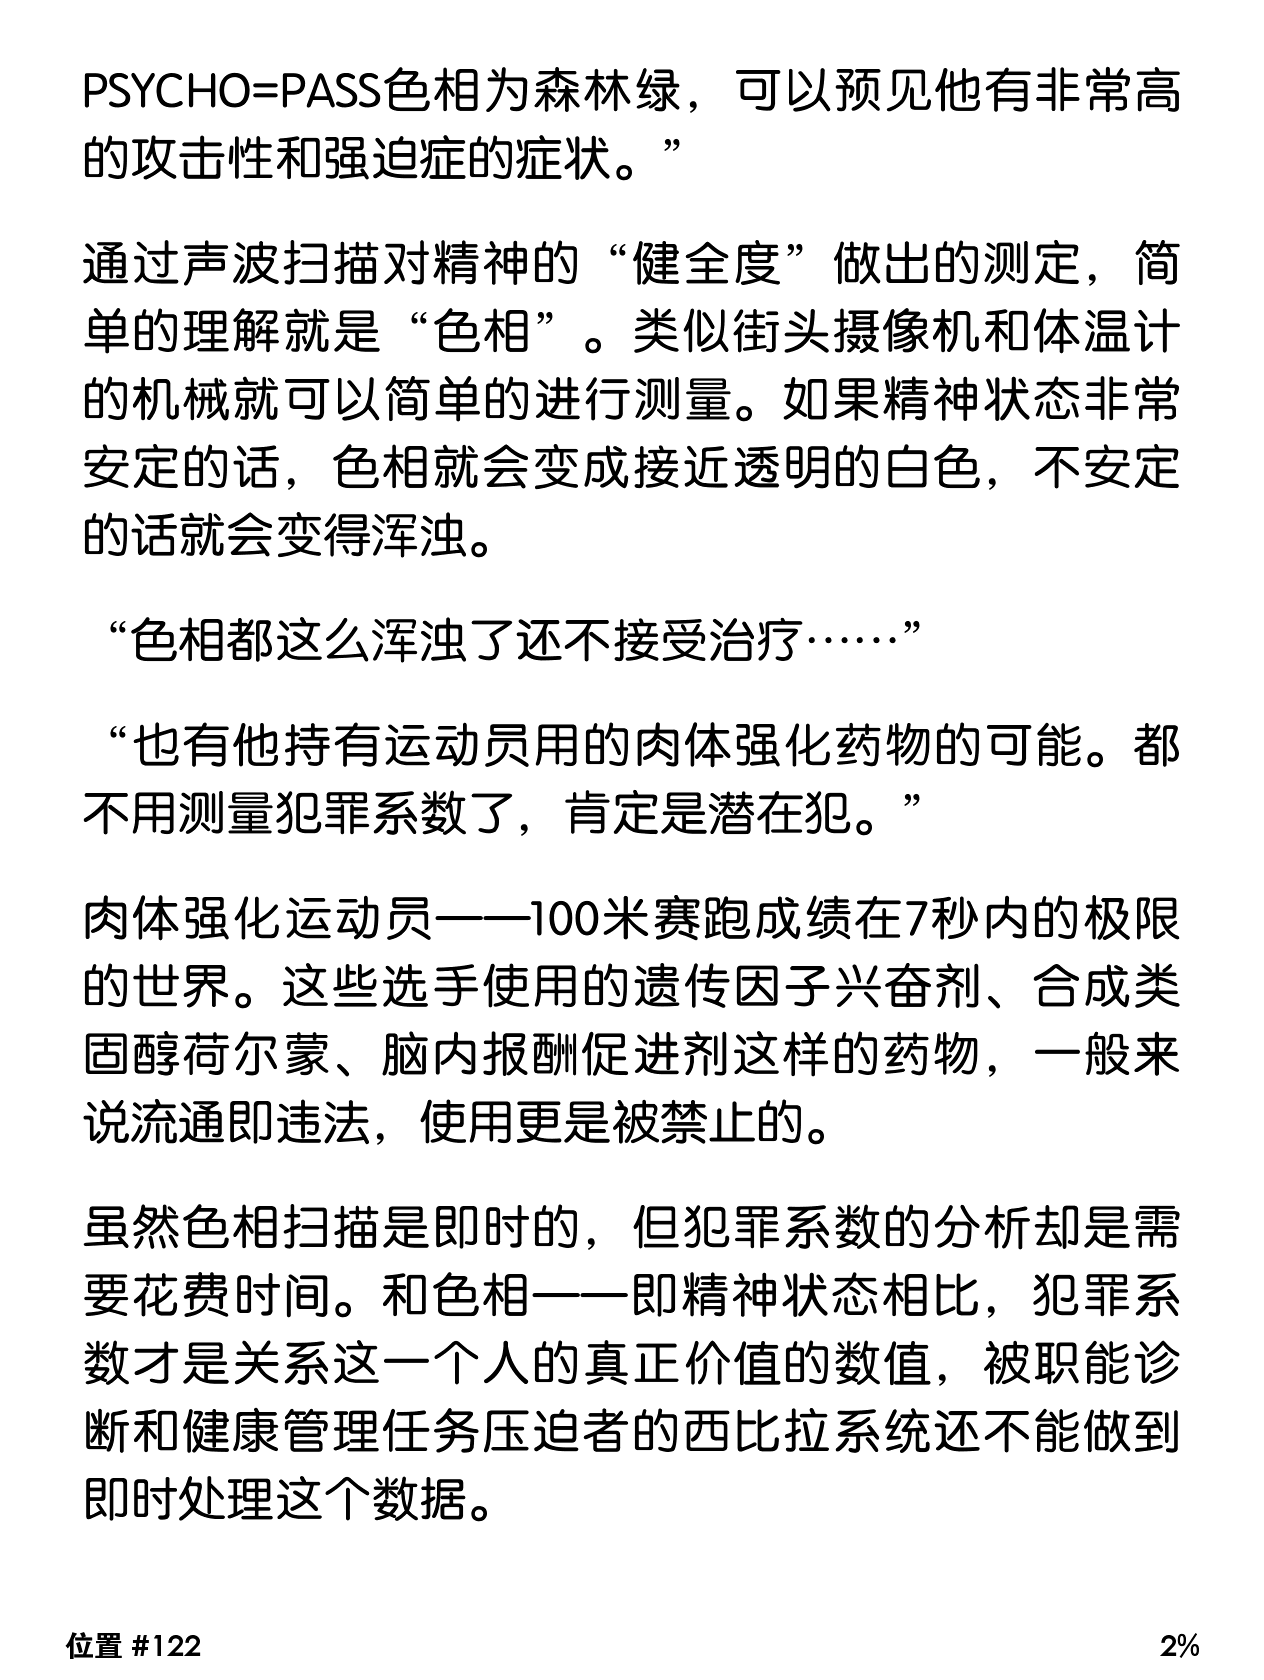 PSYCHO=PASS色相为森林绿，可以预见他有非常高
的攻击性和强迫症的症状。”
通过声波扫描对精神的“健全度”做出的测定，简
单的理解就是“色相”。类似街头摄像机和体温计
的机械就可以简单的进行测量。如果精神状态非常
安定的话，色相就会变成接近透明的白色，不安定
的话就会变得浑浊。
“色相都这么浑浊了还不接受治疗……”
“也有他持有运动员用的肉体强化药物的可能。都
不用测量犯罪系数了，肯定是潜在犯。”
肉体强化运动员——100米赛跑成绩在7秒内的极限
的世界。这些选手使用的遗传因子兴奋剂、合成类
固醇荷尔蒙、脑内报酬促进剂这样的药物，一般来
说流通即违法，使用更是被禁止的。
虽然色相扫描是即时的，但犯罪系数的分析却是需
要花费时间。和色相——即精神状态相比，犯罪系
数才是关系这一个人的真正价值的数值，被职能诊
断和健康管理任务压迫者的西比拉系统还不能做到
即时处理这个数据。
位置 #122
2%